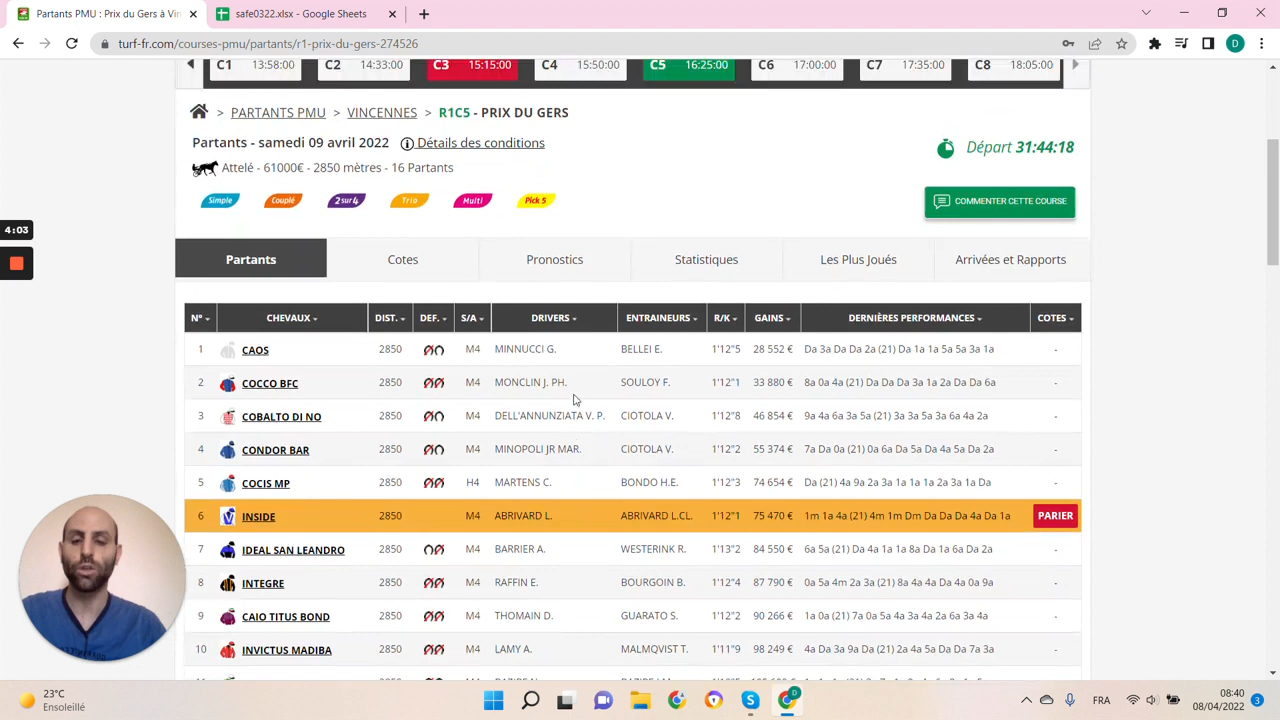 Partants PMU : Prix du Gers à Vin
safe0322.xlsx - Google Sheets
turf-fr.com/courses-pmu/partants/r1-prix-du-gers-274526
D
C1 13:58:00 C2 14:33:00 C3 15:15:00 C4 15:50:00 C5 16:25:00 C6 17:00:00 C7 17:35:00 C8 18:05:00
> PARTANTS PMU > VINCENNES > R1C5 - PRIX DU GERS
Partants - samedi 09 avril 2022 Détails des conditions
Départ 31:44:18
Attelé - 61000€ - 2850 mètres - 16 Partants
Simple Couplé 2sur4 Trio Multi Pick 5
COMMENTER CETTE COURSE
4:03
Partants Cotes Pronostics Statistiques Les Plus Joués Arrivées et Rapports
N° CHEVAUX DIST. DEF. S/A DRIVERS ENTRAINEURS R/K GAINS DERNIÈRES PERFORMANCES COTES
1 CAOS 2850 M4 MINNUCCI G. BELLEI E. 1'12"5 28 552 € Da 3a Da Da 2a (21) Da 1a 1a 5a 5a 3a 1a -
2 COCCO BFC 2850 M4 MONCLIN J. PH. SOULOY F. 1'12"1 33 880 € 8a 0a 4a (21) Da Da Da 3a 1a 2a Da Da 6a -
3 COBALTO DI NO 2850 M4 DELL'ANNUNZIATA V. P. CIOTOLA V. 1'12"8 46 854 € 9a 4a 6a 3a 5a (21) 3a 3a 5a 3a 6a 4a 2a -
4 CONDOR BAR 2850 M4 MINOPOLI JR MAR. CIOTOLA V. 1'12"2 55 374 € 7a Da 0a (21) 0a 6a Da 5a Da 4a 5a Da 2a -
5 COCIS MP 2850 H4 MARTENS C. BONDO H.E. 1'12"3 74 654 € Da (21) 4a 9a 2a 3a 1a 1a 1a 2a 3a 1a Da -
6 INSIDE 2850 M4 ABRIVARD L. ABRIVARD L.CL. 1'12"1 75 470 € 1m 1a 4a (21) 4m 1m Dm Da Da Da 4a Da 1a PARIER
7 IDEAL SAN LEANDRO 2850 M4 BARRIER A. WESTERINK R. 1'13"2 84 550 € 6a 5a (21) Da 4a 1a 1a 8a Da 1a 6a Da 2a -
8 INTEGRE 2850 M4 RAFFIN E. BOURGOIN B. 1'12"4 87 790 € 0a 5a 4m 2a 3a (21) 8a 4a 4a Da 4a 0a 9a -
9 CAIO TITUS BOND 2850 M4 THOMAIN D. GUARATO S. 1'12"2 90 266 € 1a 0a (21) 7a 0a 5a 4a 3a 4a 2a 6a 3a 4a -
10 INVICTUS MADIBA 2850 M4 LAMY A. MALMQVIST T. 1'11"9 98 249 € 4a Da 3a 9a Da (21) 2a 4a 5a Da Da 7a 3a -
23°C
Ensoleillé
D
FRA
08:40
08/04/2022
3